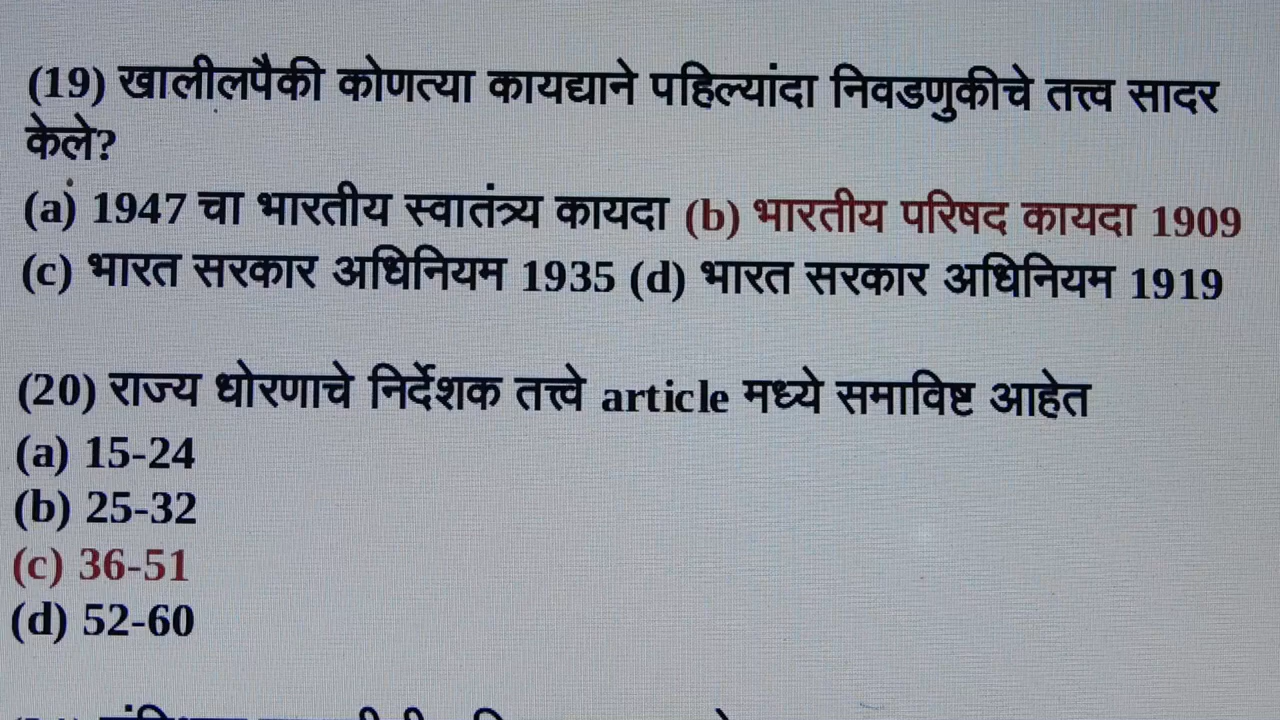 (19) खालीलपैकी कोणत्या कायद्याने पहिल्यांदा निवडणुकीचे तत्त्व सादर
केले?
(a) 1947 चा भारतीय स्वातंत्र्य कायदा (b) भारतीय परिषद कायदा 1909
(c) भारत सरकार अधिनियम 1935 (d) भारत सरकार अधिनियम 1919
(20) राज्य धोरणाचे निर्देशक तत्त्वे article मध्ये समाविष्ट आहेत
(a) 15-24
(b) 25-32
(c) 36-51
(d) 52-60